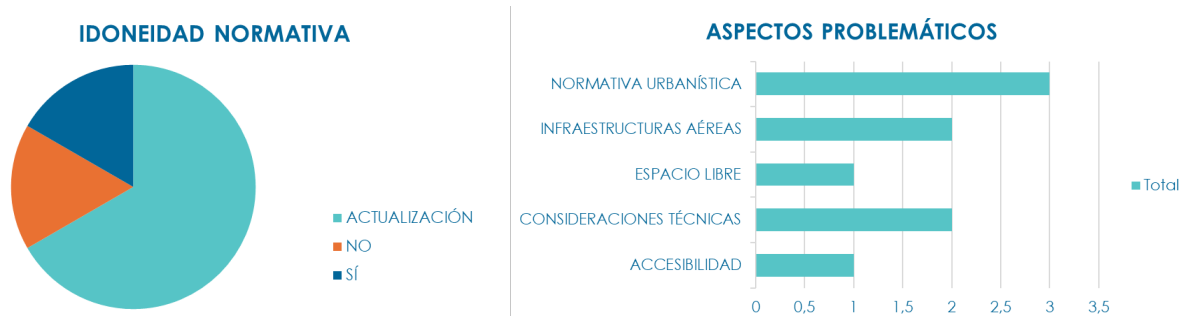 IDONEIDAD NORMATIVA
ACTUALIZACIÓN
NO
SÍ
ASPECTOS PROBLEMÁTICOS
NORMATIVA URBANÍSTICA
INFRAESTRUCTURAS AÉREAS
ESPACIO LIBRE
CONSIDERACIONES TÉCNICAS
ACCESIBILIDAD
0 0,5 1 1,5 2 2,5 3 3,5
Total